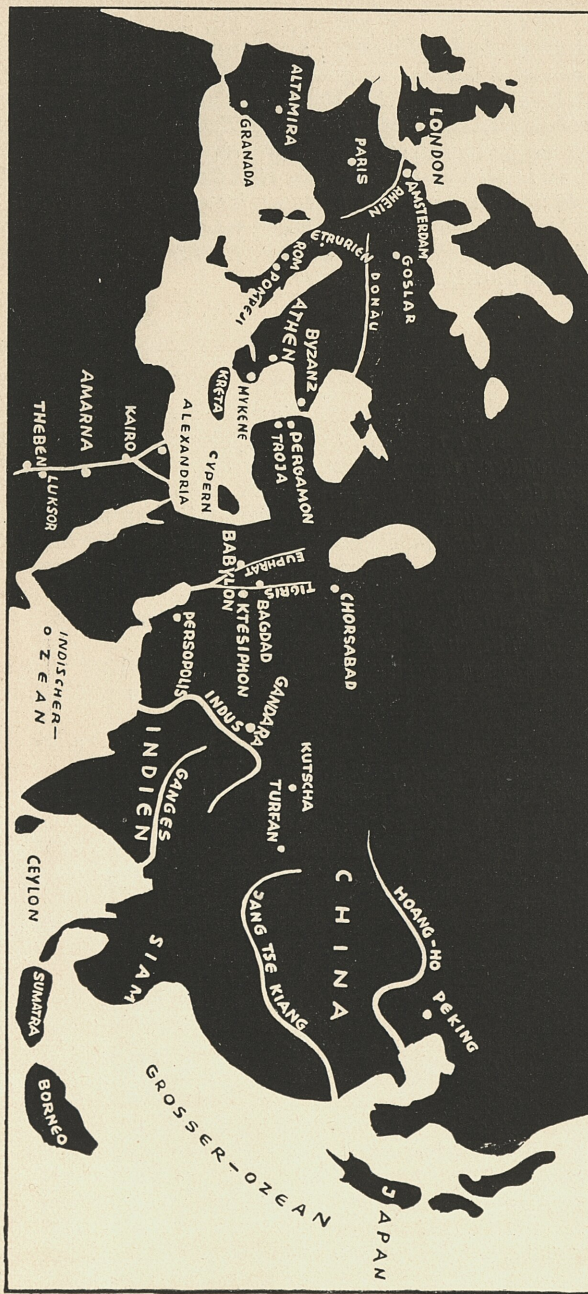 LONDON
AMSTERDAM
RHEIN
PARIS
ALTAMIRA
GRANADA
GOSLAR
DONAU
ETRURIEN
ROM
POMPEJI
ATHEN
BYZANZ
MYKENE
KRETA
PERGAMON
TROJA
CYPERN
ALEXANDRIA
KAIRO
AMARNA
THEBEN
LUKSOR
EUPHRAT
TIGRIS
BABYLON
BAGDAD
KTESIPHON
CHORSABAD
PERSOPOLIS
INDISCHER-
OZEAN
INDUS
GANDARA
INDIEN
GANGES
KUTSCHA
TURFAN
CHINA
HOANG-HO
JANG TSE KIANG
PEKING
CEYLON
SIAM
SUMATRA
BORNEO
GROSSER-OZEAN
JAPAN